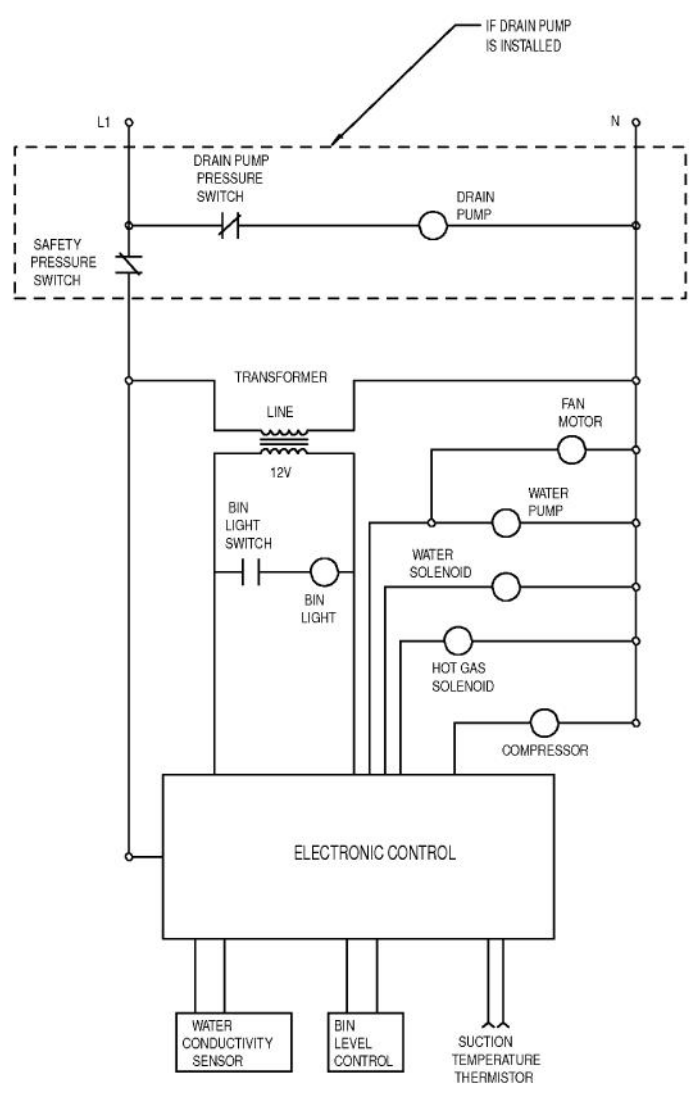 IF DRAIN PUMP
IS INSTALLED
L1
N
DRAIN PUMP
PRESSURE
SWITCH
DRAIN
PUMP
SAFETY
PRESSURE
SWITCH
TRANSFORMER
LINE
12V
FAN
MOTOR
WATER
PUMP
BIN
LIGHT
SWITCH
WATER
SOLENOID
BIN
LIGHT
HOT GAS
SOLENOID
COMPRESSOR
ELECTRONIC CONTROL
WATER
CONDUCTIVITY
SENSOR
BIN
LEVEL
CONTROL
SUCTION
TEMPERATURE
THERMISTOR